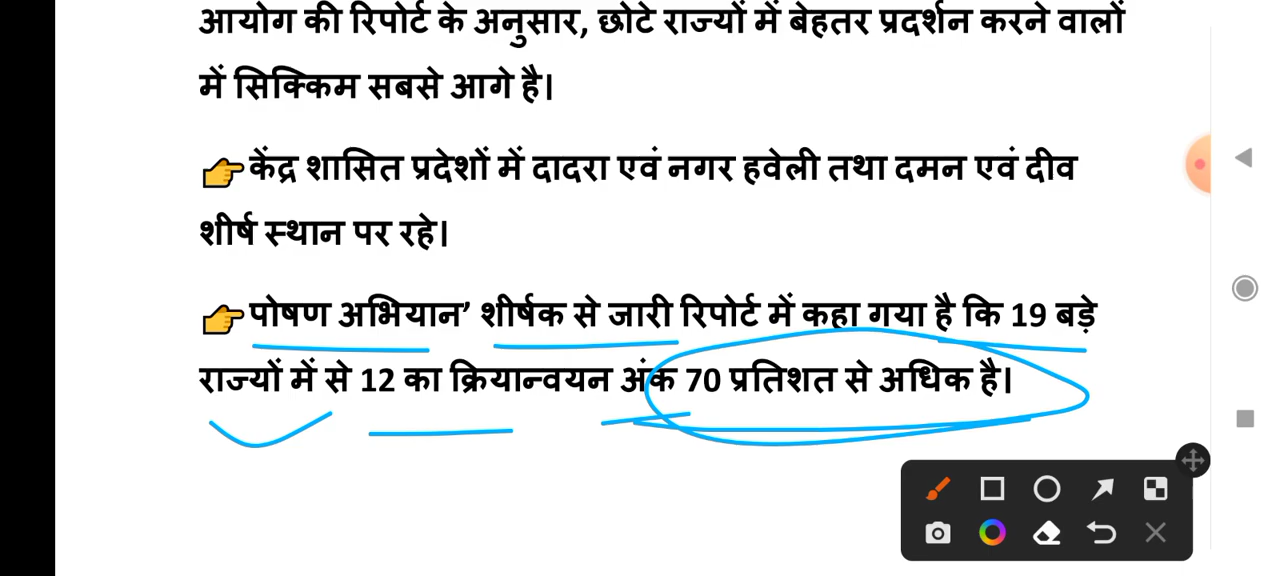 आयोग की रिपोर्ट के अनुसार, छोटे राज्यों में बेहतर प्रदर्शन करने वालों
में सिक्किम सबसे आगे है।
👉केंद्र शासित प्रदेशों में दादरा एवं नगर हवेली तथा दमन एवं दीव
शीर्ष स्थान पर रहे।
👉पोषण अभियान’ शीर्षक से जारी रिपोर्ट में कहा गया है कि 19 बड़े
राज्यों में से 12 का क्रियान्वयन अंक 70 प्रतिशत से अधिक है।